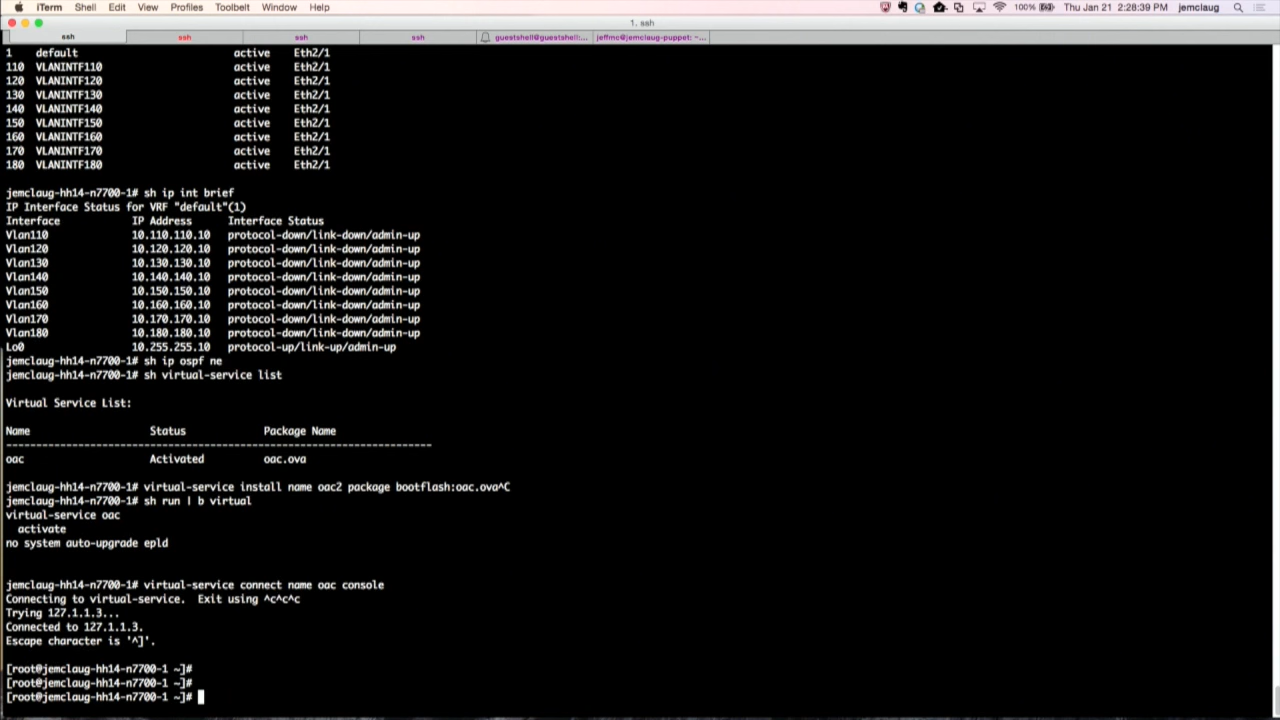 iTerm Shell Edit View Profiles Toolbelt Window Help 100% Thu Jan 21 2:28:39 PM jemclaug
1. ssh
ssh ssh ssh ssh guestshell@guestshell:... jeffmc@jemclaug-puppet: ~...
1 default active Eth2/1
110 VLANINTF110 active Eth2/1
120 VLANINTF120 active Eth2/1
130 VLANINTF130 active Eth2/1
140 VLANINTF140 active Eth2/1
150 VLANINTF150 active Eth2/1
160 VLANINTF160 active Eth2/1
170 VLANINTF170 active Eth2/1
180 VLANINTF180 active Eth2/1
jemclaug-hh14-n7700-1# sh ip int brief
IP Interface Status for VRF "default"(1)
Interface IP Address Interface Status
Vlan110 10.110.110.10 protocol-down/link-down/admin-up
Vlan120 10.120.120.10 protocol-down/link-down/admin-up
Vlan130 10.130.130.10 protocol-down/link-down/admin-up
Vlan140 10.140.140.10 protocol-down/link-down/admin-up
Vlan150 10.150.150.10 protocol-down/link-down/admin-up
Vlan160 10.160.160.10 protocol-down/link-down/admin-up
Vlan170 10.170.170.10 protocol-down/link-down/admin-up
Vlan180 10.180.180.10 protocol-down/link-down/admin-up
Lo0 10.255.255.10 protocol-up/link-up/admin-up
jemclaug-hh14-n7700-1# sh ip ospf ne
jemclaug-hh14-n7700-1# sh virtual-service list
Virtual Service List:
Name Status Package Name
-----------------------------------------------------------------------
oac Activated oac.ova
jemclaug-hh14-n7700-1# virtual-service install name oac2 package bootflash:oac.ova^C
jemclaug-hh14-n7700-1# sh run | b virtual
virtual-service oac
activate
no system auto-upgrade epld
jemclaug-hh14-n7700-1# virtual-service connect name oac console
Connecting to virtual-service. Exit using ^c^c^c
Trying 127.1.1.3...
Connected to 127.1.1.3.
Escape character is '^]'.
[root@jemclaug-hh14-n7700-1 ~]#
[root@jemclaug-hh14-n7700-1 ~]#
[root@jemclaug-hh14-n7700-1 ~]#